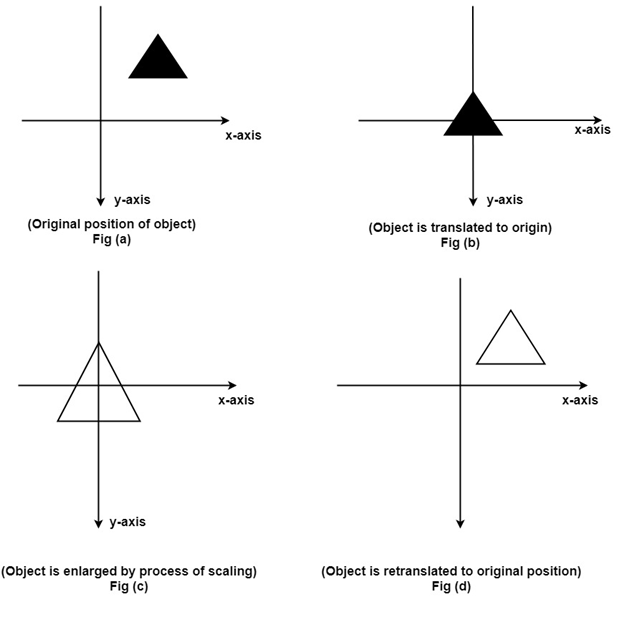 x-axis
y-axis
(Original position of object)
Fig (a)
x-axis
y-axis
(Object is translated to origin)
Fig (b)
x-axis
y-axis
(Object is enlarged by process of scaling)
Fig (c)
x-axis
(Object is retranslated to original position)
Fig (d)